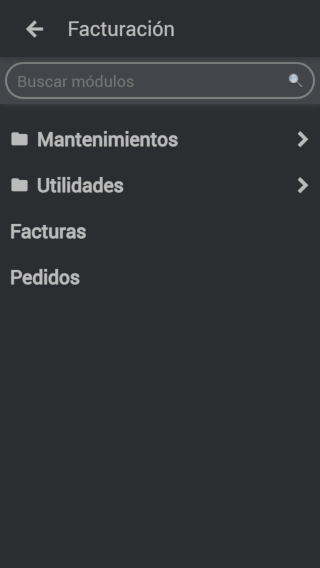 Facturación
Buscar módulos
Mantenimientos
Utilidades
Facturas
Pedidos